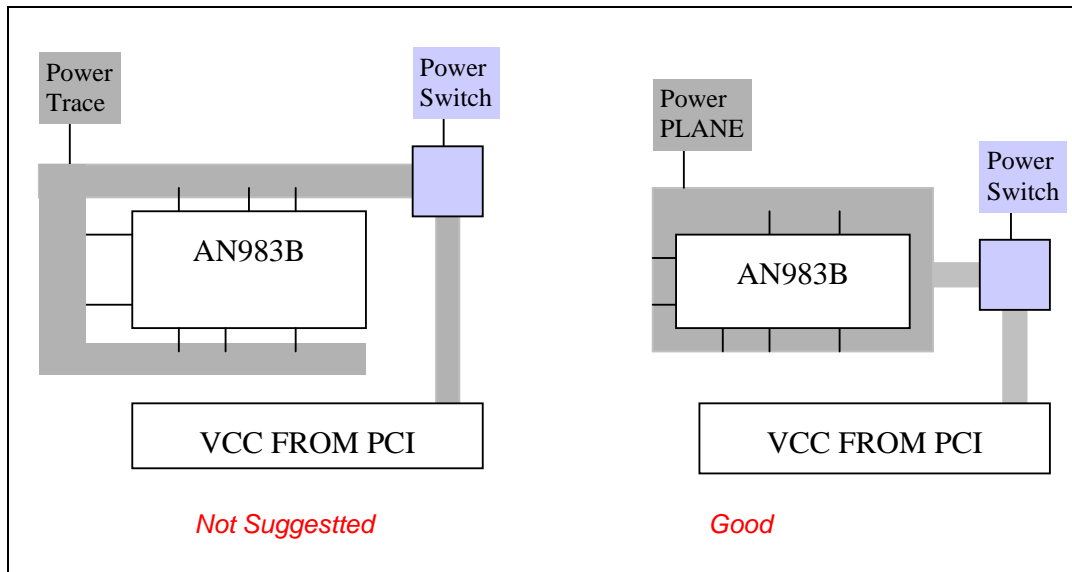 Power
Trace
Power
Switch
AN983B
VCC FROM PCI
Not Suggestted
Power
PLANE
Power
Switch
AN983B
VCC FROM PCI
Good